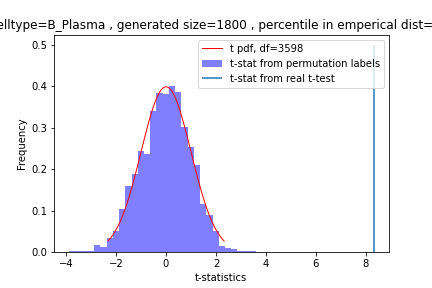 elltype=B_Plasma , generated size=1800 , percentile in emperical dist=
t pdf, df=3598
t-stat from permutation labels
t-stat from real t-test
Frequency
0.5
0.4
0.3
0.2
0.1
0.0
−4 −2 0 2 4 6 8
t-statistics